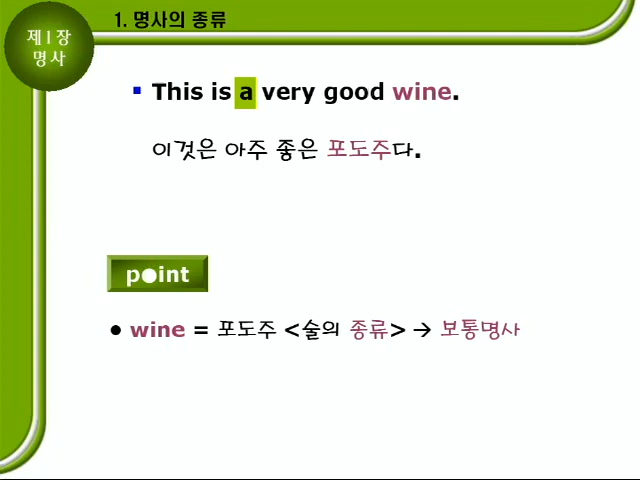 제1장
명사
1. 명사의 종류
▪ This is a very good wine.
이것은 아주 좋은 포도주다.
point
• wine = 포도주 <술의 종류> → 보통명사